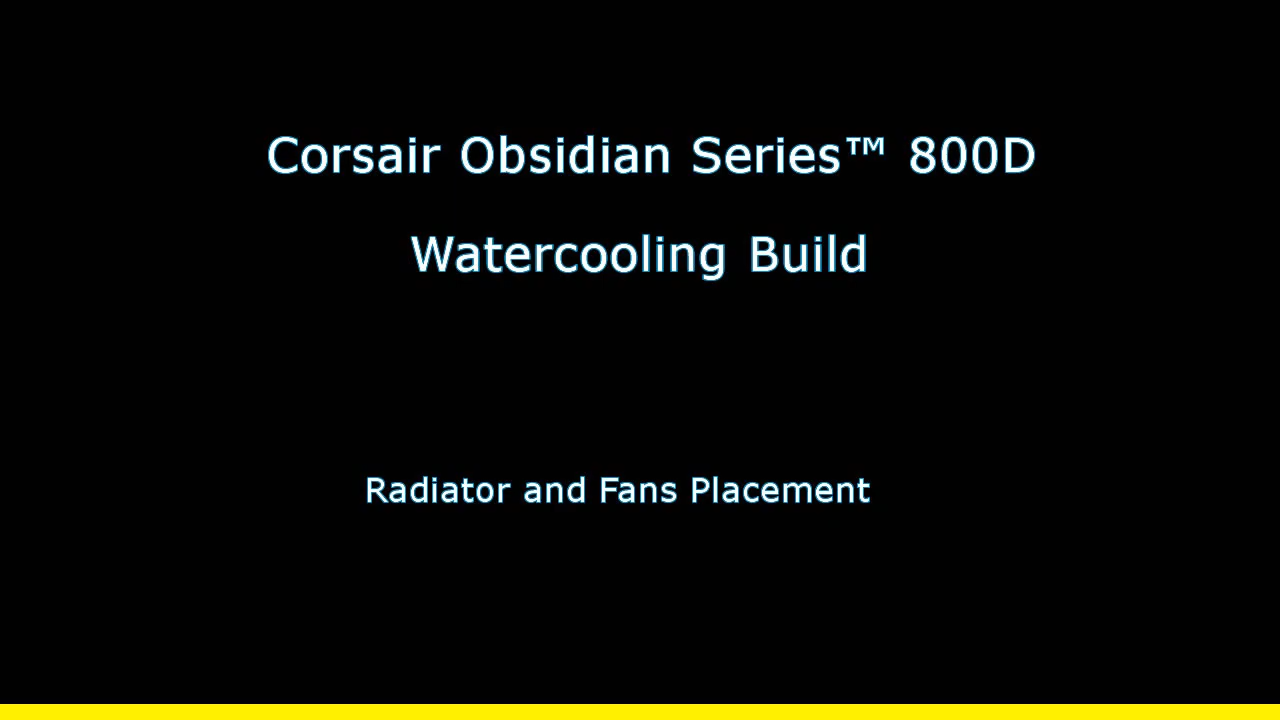 Corsair Obsidian Series™ 800D
Watercooling Build
Radiator and Fans Placement